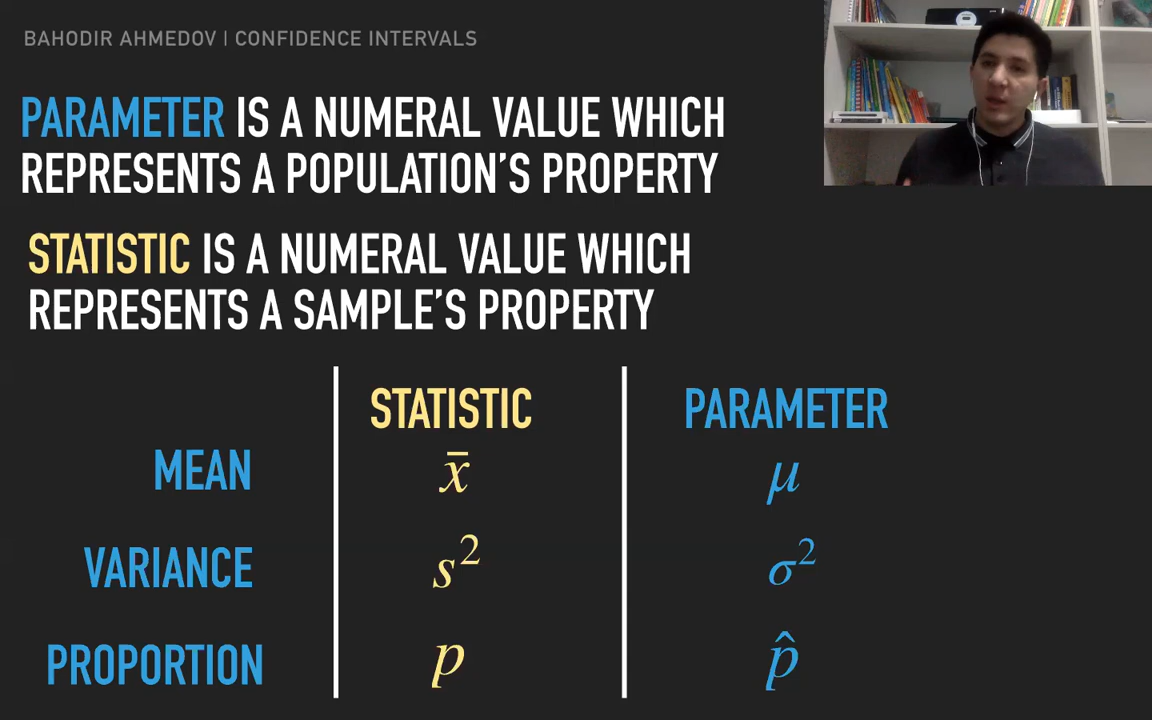 BAHODIR AHMEDOV | CONFIDENCE INTERVALS
PARAMETER IS A NUMERAL VALUE WHICH
REPRESENTS A POPULATION'S PROPERTY
STATISTIC IS A NUMERAL VALUE WHICH
REPRESENTS A SAMPLE'S PROPERTY
STATISTIC PARAMETER
MEAN x̄ μ
VARIANCE s² σ²
PROPORTION p p̂